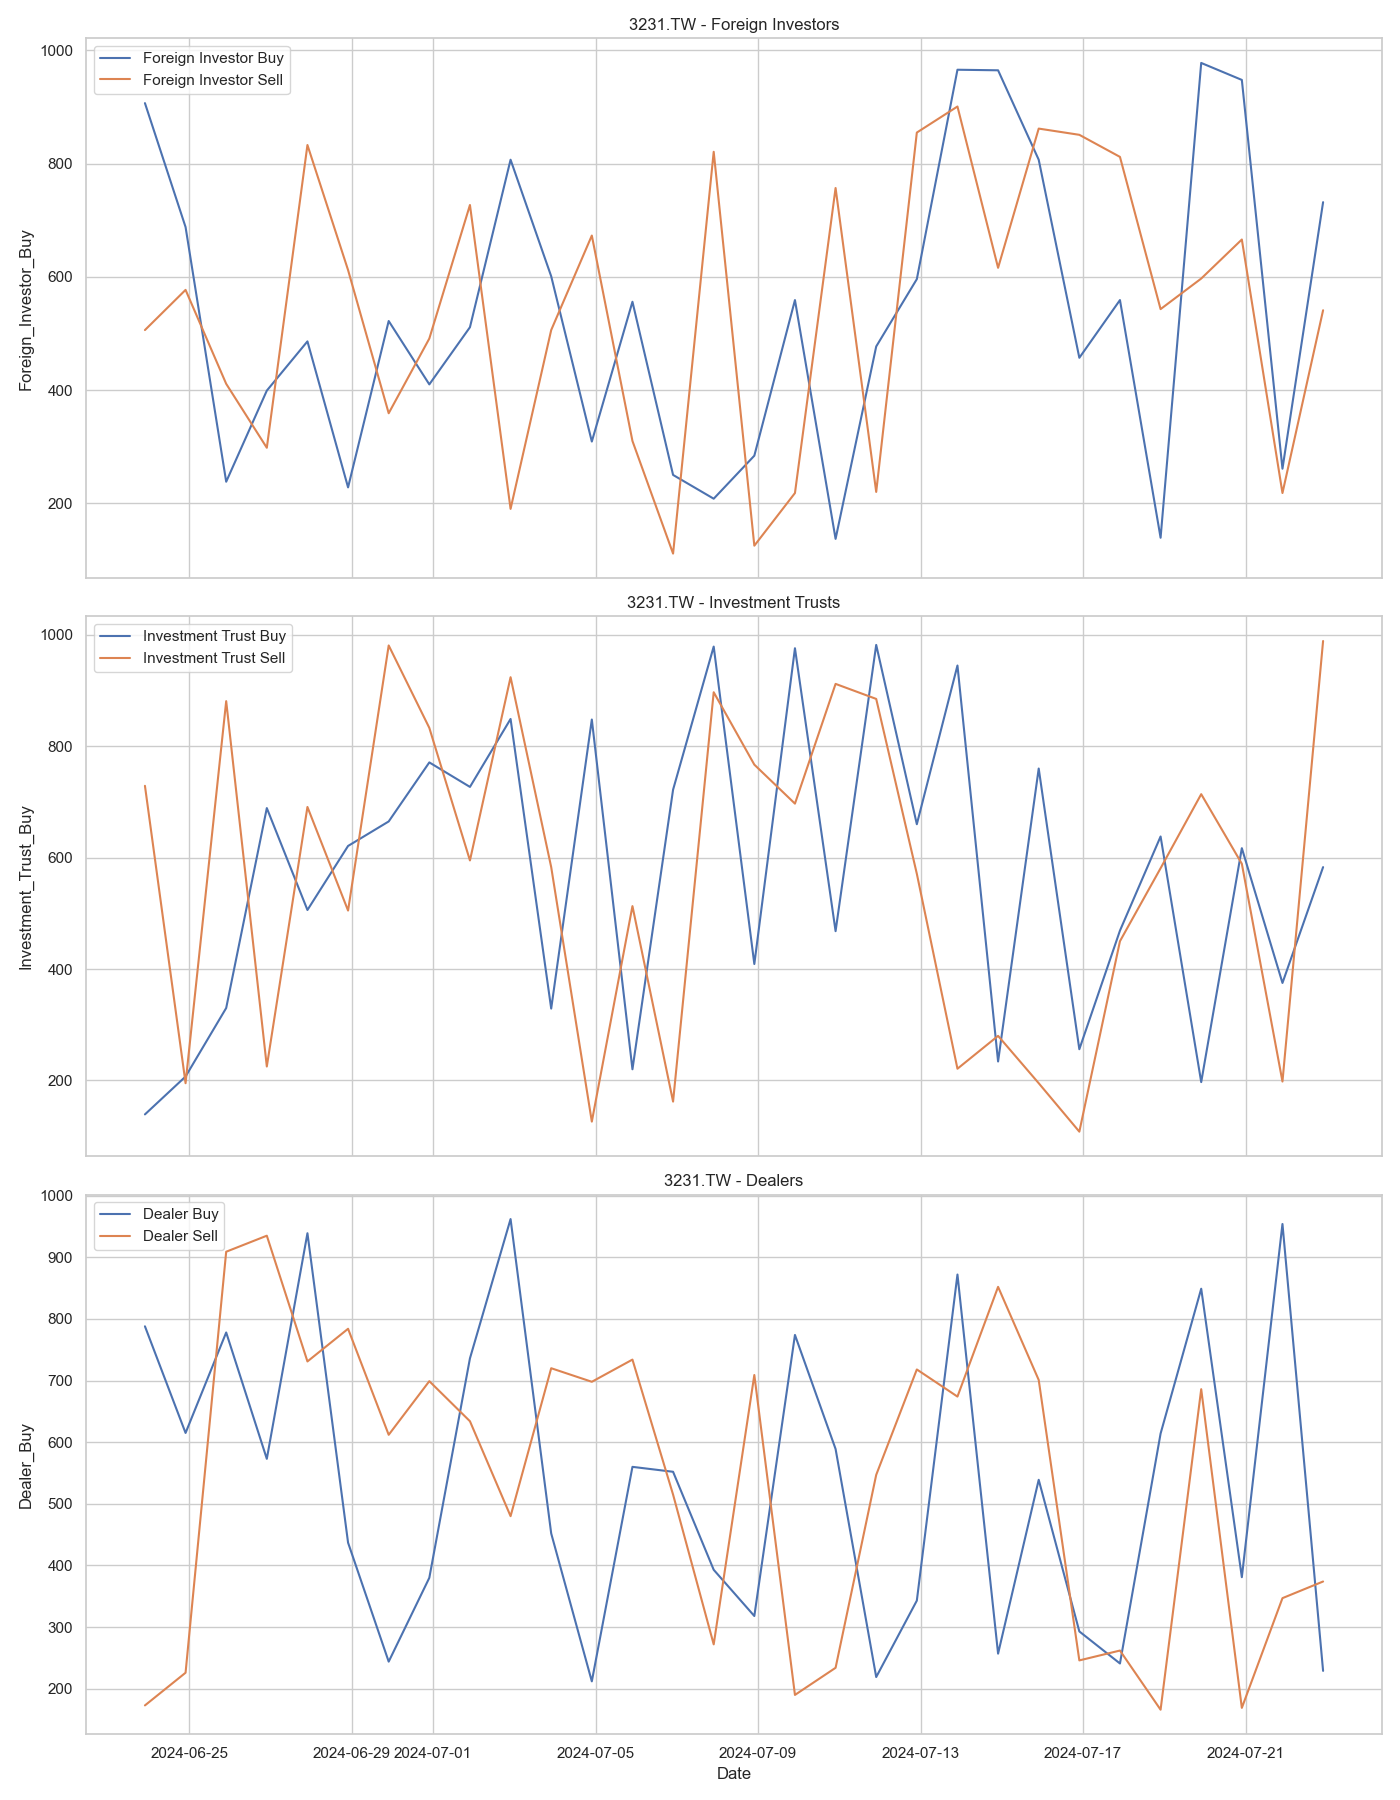 3231.TW - Foreign Investors
Foreign Investor Buy
Foreign Investor Sell
1000
800
600
400
200
Foreign_Investor_Buy
3231.TW - Investment Trusts
Investment Trust Buy
Investment Trust Sell
1000
800
600
400
200
Investment_Trust_Buy
3231.TW - Dealers
Dealer Buy
Dealer Sell
1000
900
800
700
600
500
400
300
200
Dealer_Buy
2024-06-25 2024-06-29 2024-07-01 2024-07-05 2024-07-09 2024-07-13 2024-07-17 2024-07-21
Date